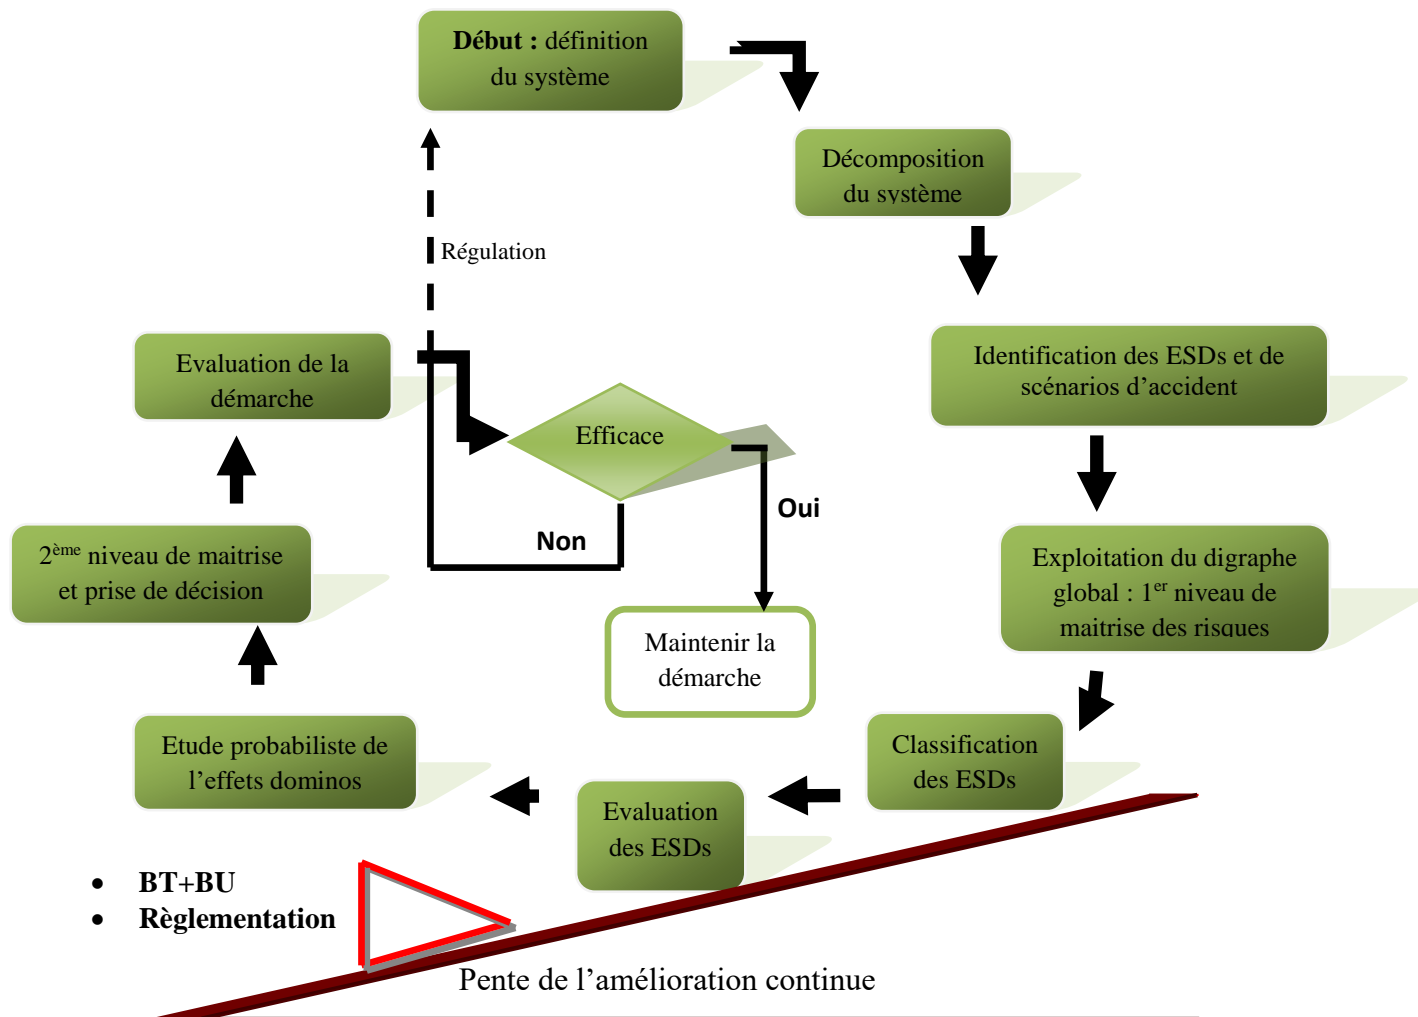 Début : définition
du système
Décomposition
du système
Régulation
Identification des ESDs et de
scénarios d’accident
Evaluation de la
démarche
Efficace
Oui
Non
2ème niveau de maitrise
et prise de décision
Exploitation du digraphe
global : 1er niveau de
maitrise des risques
Maintenir la
démarche
Etude probabiliste de
l’effets dominos
Classification
des ESDs
Evaluation
des ESDs
• BT+BU
• Règlementation
Pente de l’amélioration continue